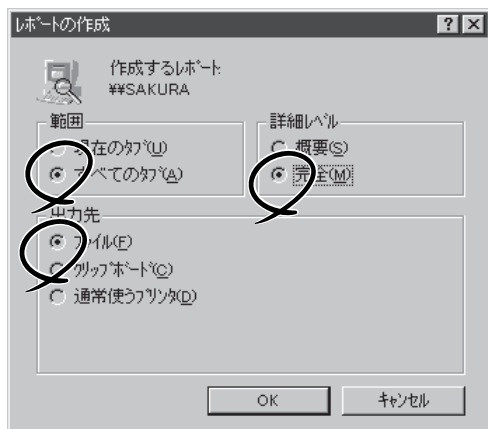 レポートの作成
作成するレポート:
¥¥SAKURA
範囲
現在のタブ(U)
すべてのタブ(A)
詳細レベル
概要(S)
完全(M)
出力先
ファイル(F)
クリップボード(C)
通常使うプリンタ(D)
OK
キャンセル